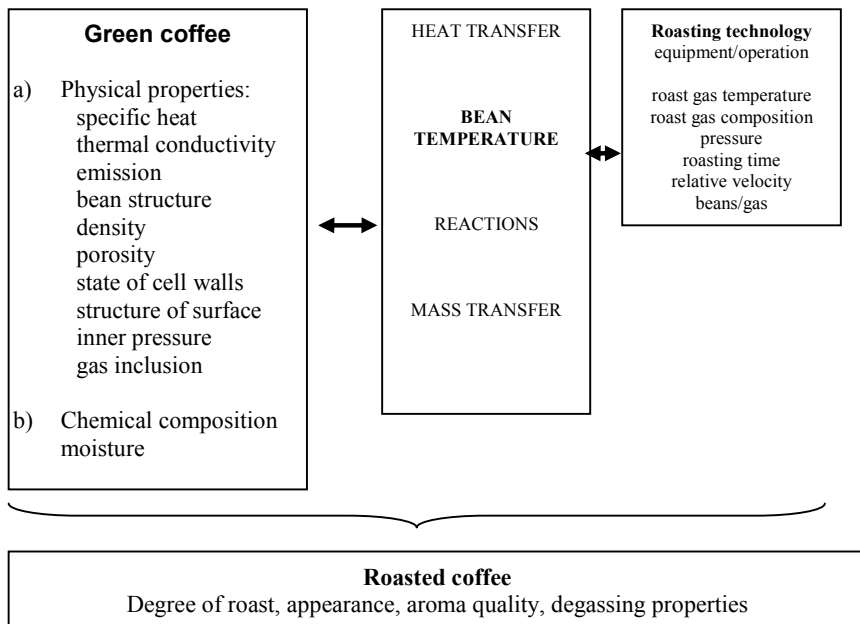 Green coffee
a) Physical properties:
specific heat
thermal conductivity
emission
bean structure
density
porosity
state of cell walls
structure of surface
inner pressure
gas inclusion
b) Chemical composition
moisture
HEAT TRANSFER
BEAN
TEMPERATURE
REACTIONS
MASS TRANSFER
Roasting technology
equipment/operation
roast gas temperature
roast gas composition
pressure
roasting time
relative velocity
beans/gas
Roasted coffee
Degree of roast, appearance, aroma quality, degassing properties